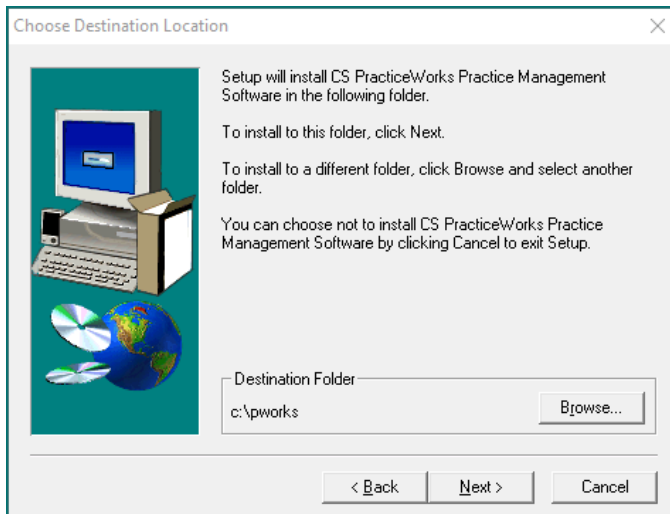 Choose Destination Location
Setup will install CS PracticeWorks Practice Management
Software in the following folder.
To install to this folder, click Next.
To install to a different folder, click Browse and select another
folder.
You can choose not to install CS PracticeWorks Practice
Management Software by clicking Cancel to exit Setup.
Destination Folder
c:\pworks
Browse...
< Back
Next >
Cancel